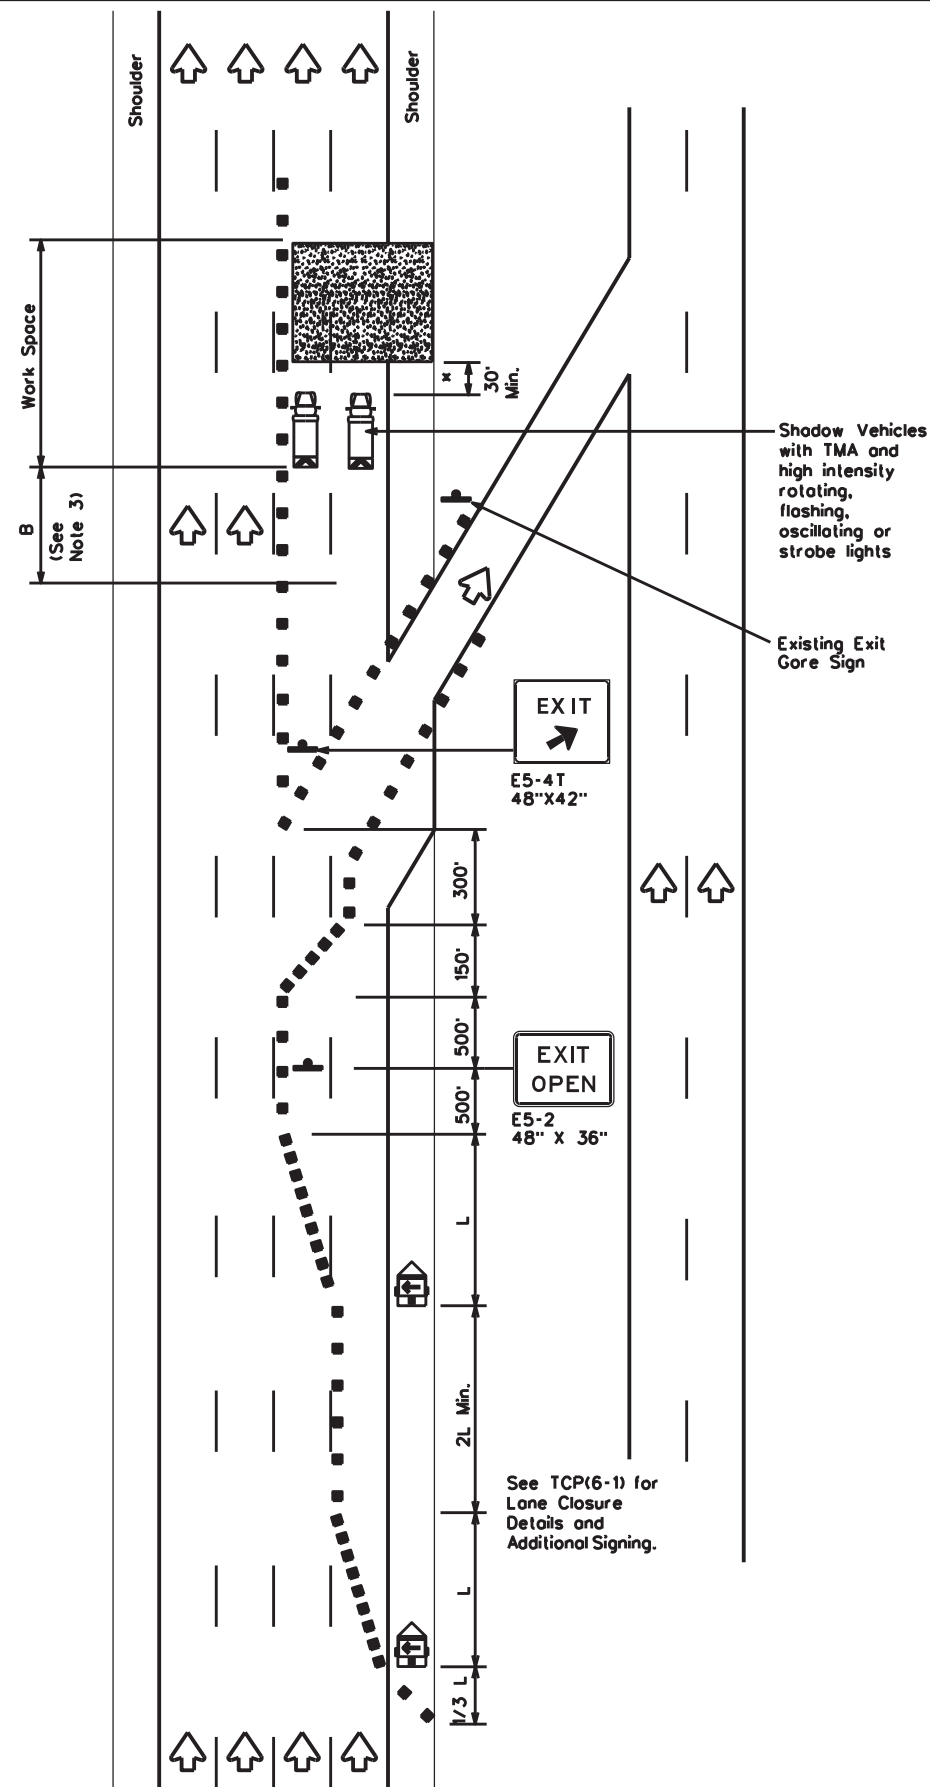 Shoulder
Shoulder
Work Space
x
30'
Min.
B
(See
Note 3)
Shadow Vehicles
with TMA and
high intensity
rotating,
flashing,
oscillating or
strobe lights
Existing Exit
Gore Sign
EXIT
E5-4T
48"X42"
300'
150'
500'
500'
EXIT
OPEN
E5-2
48" X 36"
L
2L Min.
See TCP(6-1) for
Lane Closure
Details and
Additional Signing.
L
1/3 L